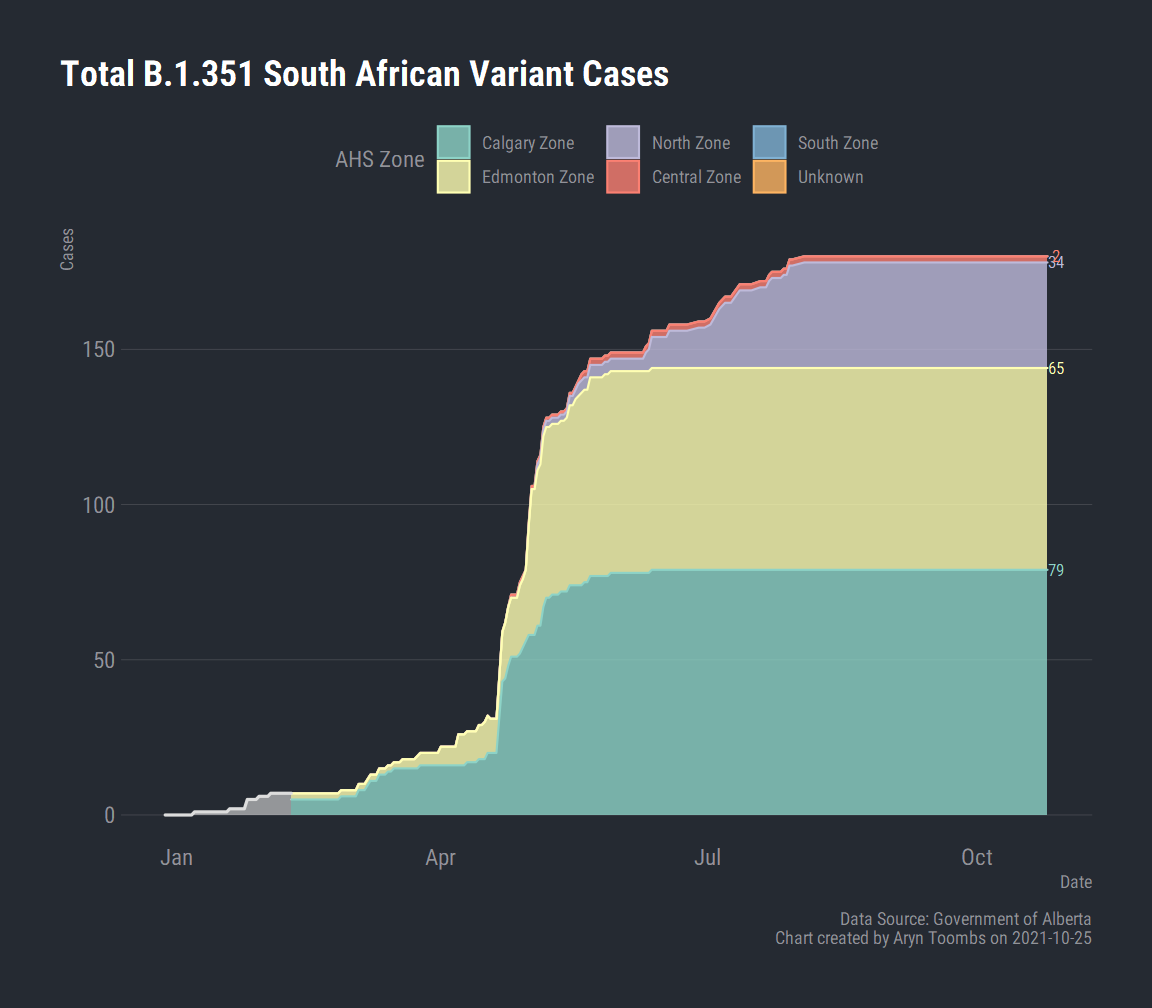 Total B.1.351 South African Variant Cases
AHS Zone
Calgary Zone
North Zone
South Zone
Edmonton Zone
Central Zone
Unknown
Cases
2
34
150
65
100
79
50
0
Jan
Apr
Jul
Oct
Date
Data Source: Government of Alberta
Chart created by Aryn Toombs on 2021-10-25